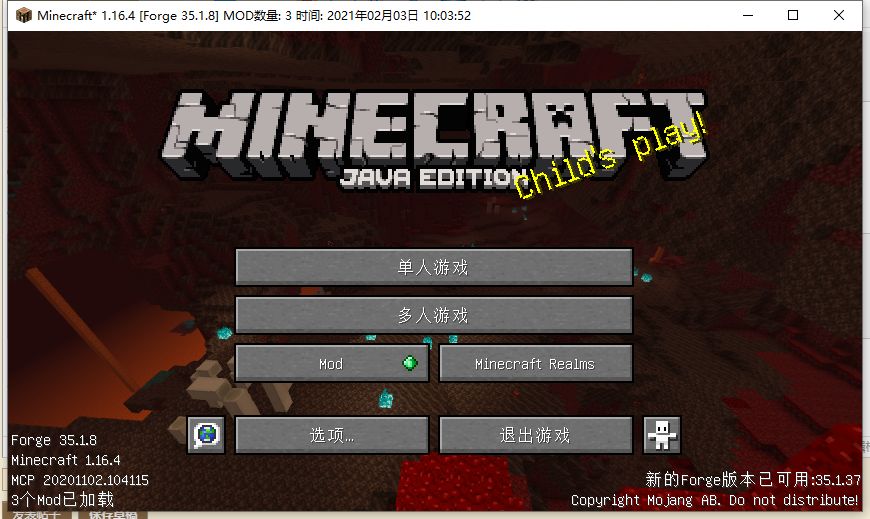 Minecraft* 1.16.4 [Forge 35.1.8] MOD数量: 3 时间: 2021年02月03日 10:03:52
MINECRAFT
JAVA EDITION
Child's play!
单人游戏
多人游戏
Mod
Minecraft Realms
选项…
退出游戏
Forge 35.1.8
Minecraft 1.16.4
MCP 20201102.104115
3个Mod已加载
新的Forge版本已可用:35.1.37
Copyright Mojang AB. Do not distribute!